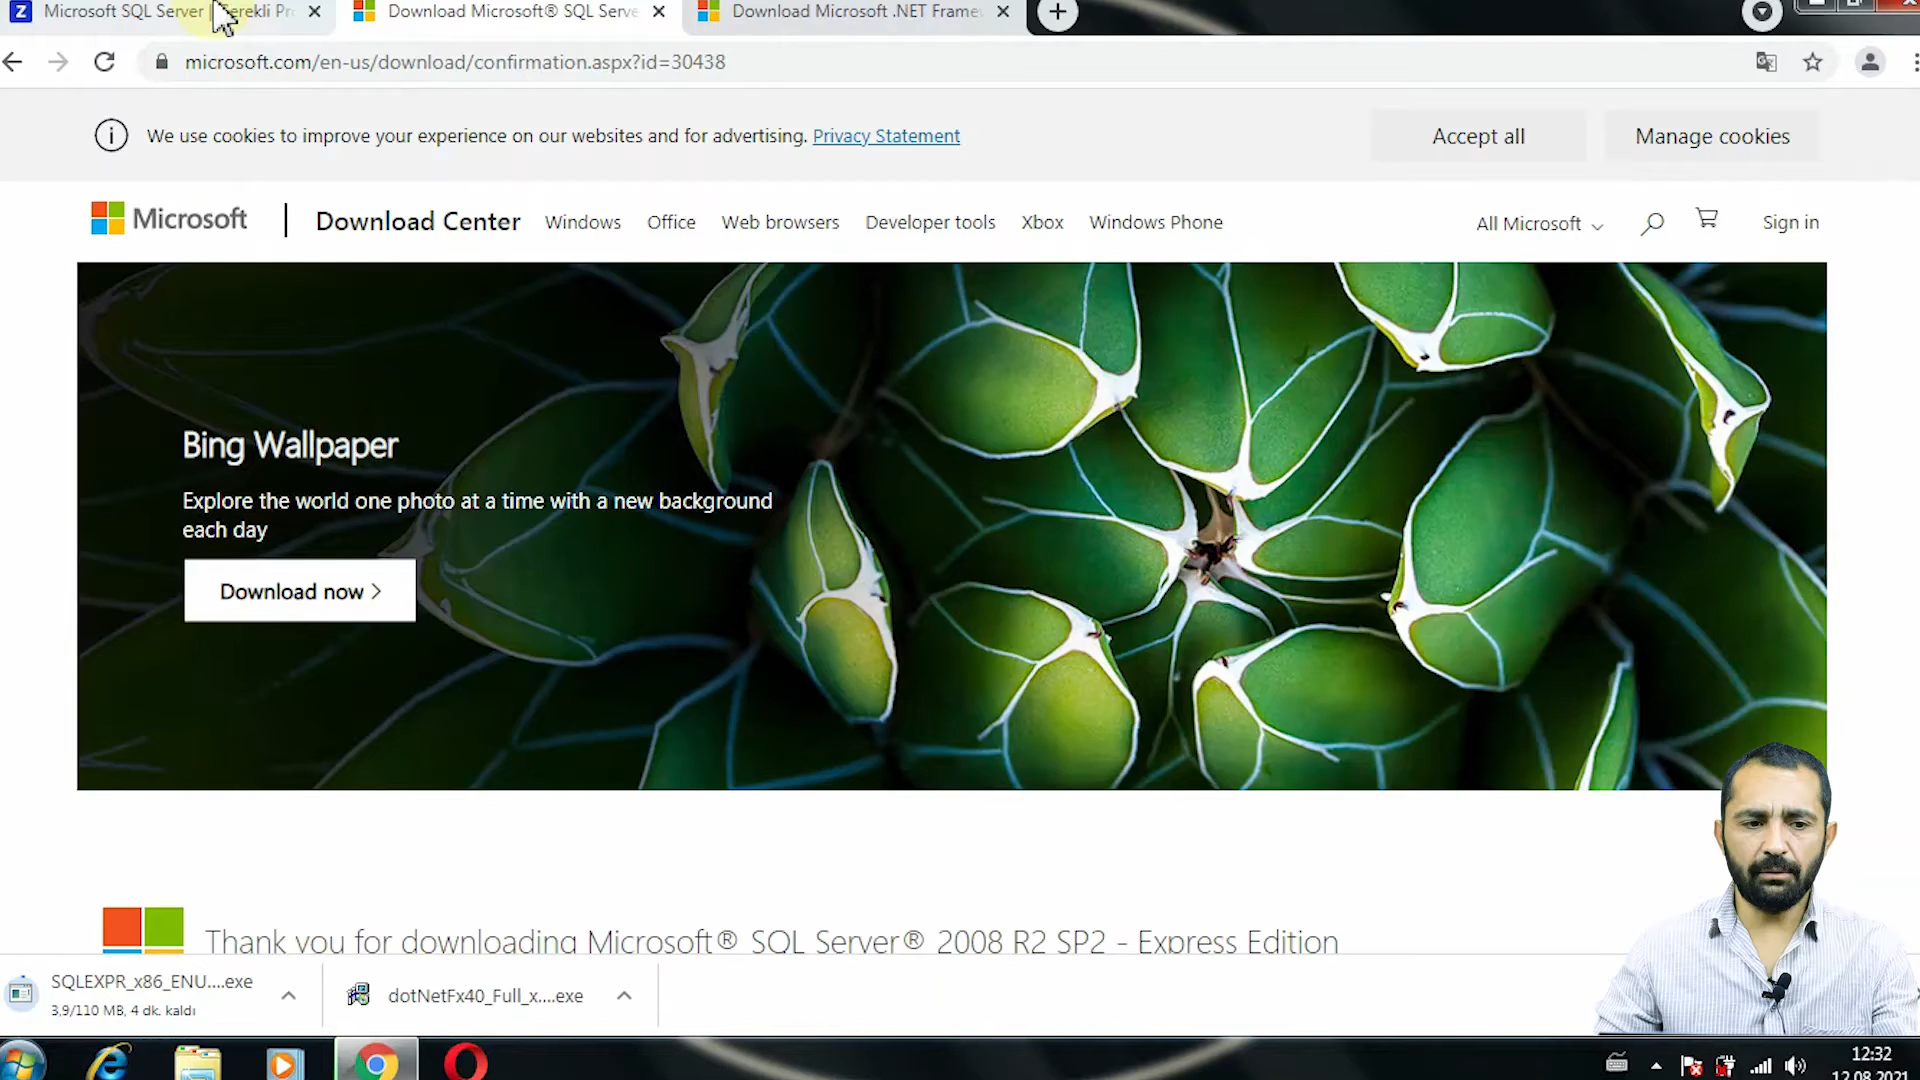 Microsoft SQL Server | Gerekli Pr
Download Microsoft® SQL Serve
Download Microsoft .NET Frame
microsoft.com/en-us/download/confirmation.aspx?id=30438
We use cookies to improve your experience on our websites and for advertising. Privacy Statement
Accept all
Manage cookies
Microsoft
Download Center
Windows
Office
Web browsers
Developer tools
Xbox
Windows Phone
All Microsoft
Sign in
Bing Wallpaper
Explore the world one photo at a time with a new background
each day
Download now >
Thank you for downloading Microsoft® SQL Server® 2008 R2 SP2 - Express Edition
SQLEXPR_x86_ENU....exe
3,9/110 MB, 4 dk. kaldı
dotNetFx40_Full_x....exe
12:32
12.08.2021